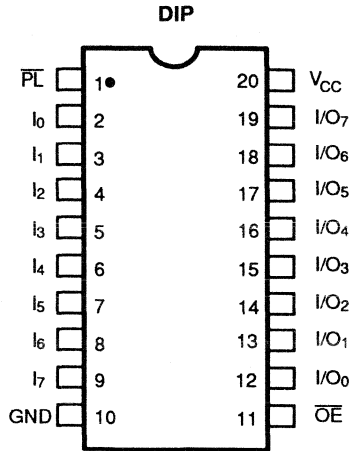 DIP
P̅L̅ 1 20 VCC
I0 2 19 I/O7
I1 3 18 I/O6
I2 4 17 I/O5
I3 5 16 I/O4
I4 6 15 I/O3
I5 7 14 I/O2
I6 8 13 I/O1
I7 9 12 I/O0
GND 10 11 O̅E̅